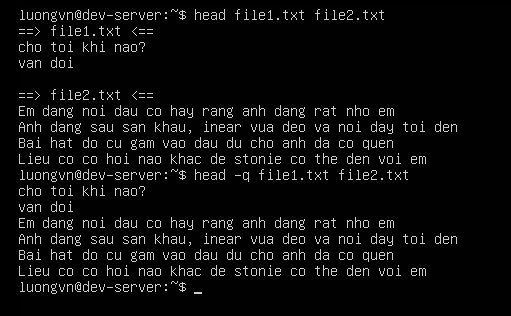 luongvn@dev-server:~$ head file1.txt file2.txt
==> file1.txt <==
cho toi khi nao?
van doi

==> file2.txt <==
Em dang noi dau co hay rang anh dang rat nho em
Anh dang sau san khau, inear vua deo va noi day toi den
Bai hat do cu gam vao dau du cho anh da co quen
Lieu co co hoi nao khac de stonie co the den voi em
luongvn@dev-server:~$ head -q file1.txt file2.txt
cho toi khi nao?
van doi
Em dang noi dau co hay rang anh dang rat nho em
Anh dang sau san khau, inear vua deo va noi day toi den
Bai hat do cu gam vao dau du cho anh da co quen
Lieu co co hoi nao khac de stonie co the den voi em
luongvn@dev-server:~$ _